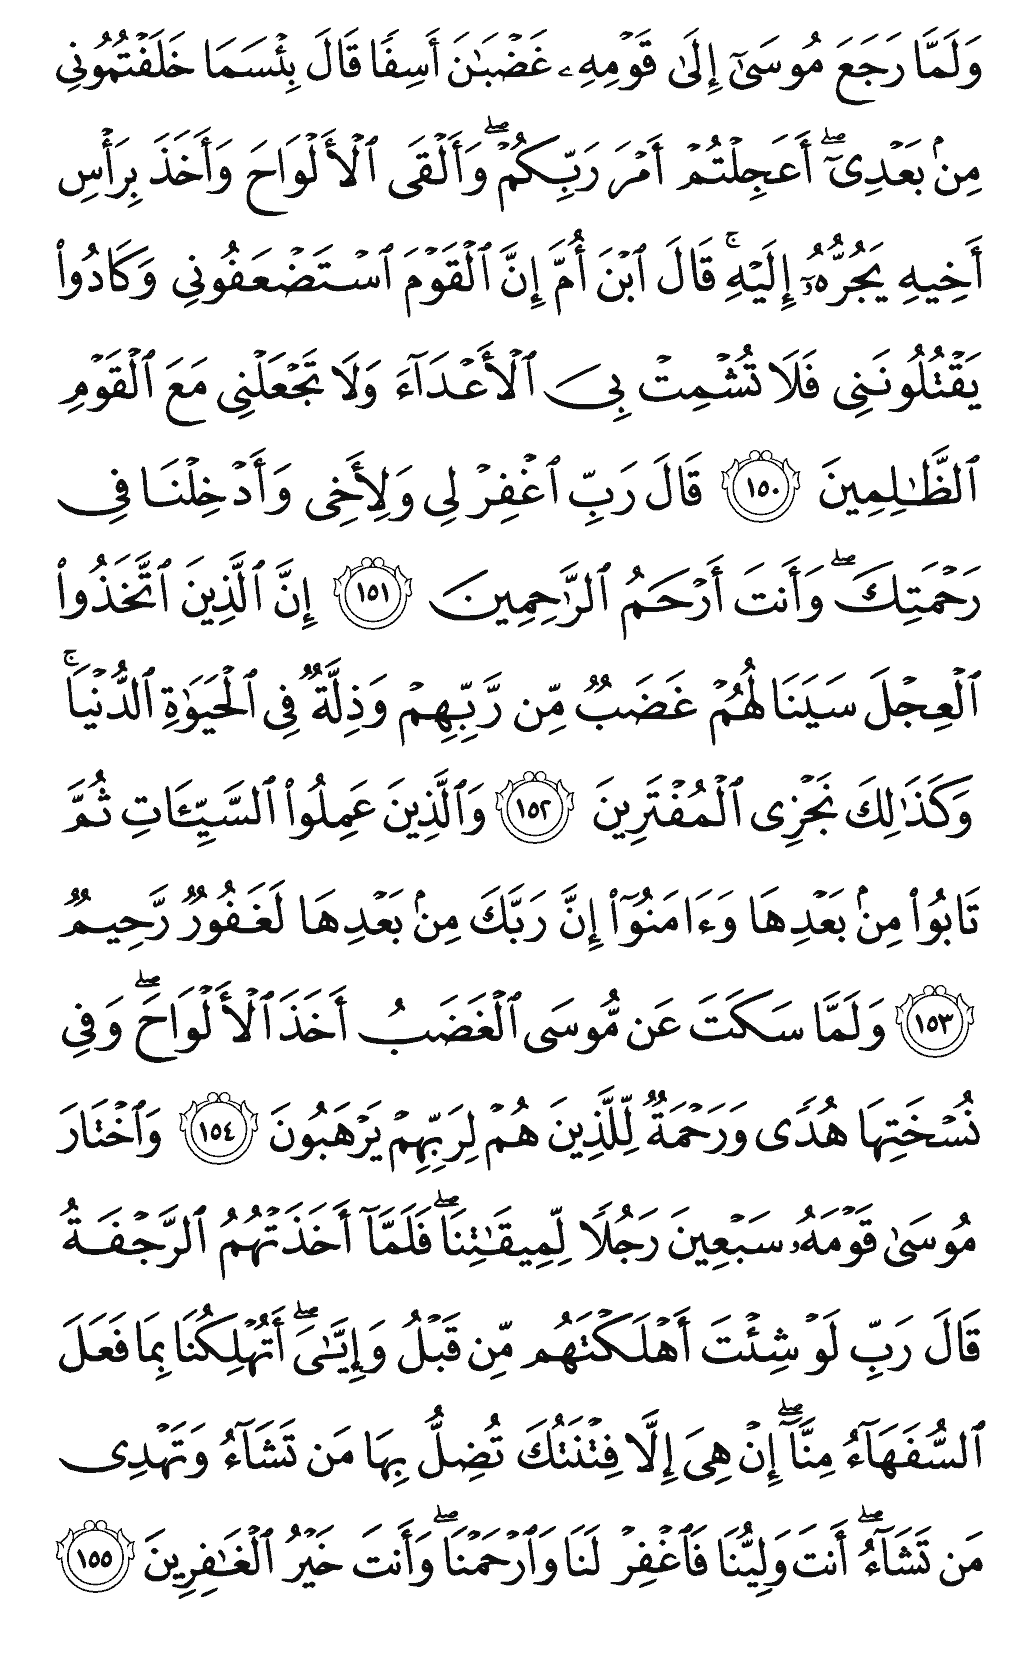 وَلَمَّا رَجَعَ مُوسَىٰٓ إِلَىٰ قَوْمِهِۦ غَضْبَٰنَ أَسِفًا قَالَ بِئْسَمَا خَلَفْتُمُونِى
مِنۢ بَعْدِىٓ ۖ أَعَجِلْتُمْ أَمْرَ رَبِّكُمْ ۖ وَأَلْقَى ٱلْأَلْوَاحَ وَأَخَذَ بِرَأْسِ
أَخِيهِ يَجُرُّهُۥٓ إِلَيْهِ ۚ قَالَ ٱبْنَ أُمَّ إِنَّ ٱلْقَوْمَ ٱسْتَضْعَفُونِى وَكَادُوا۟
يَقْتُلُونَنِى فَلَا تُشْمِتْ بِىَ ٱلْأَعْدَآءَ وَلَا تَجْعَلْنِى مَعَ ٱلْقَوْمِ
ٱلظَّٰلِمِينَ ١٥٠ قَالَ رَبِّ ٱغْفِرْ لِى وَلِأَخِى وَأَدْخِلْنَا فِى
رَحْمَتِكَ ۖ وَأَنتَ أَرْحَمُ ٱلرَّٰحِمِينَ ١٥١ إِنَّ ٱلَّذِينَ ٱتَّخَذُوا۟
ٱلْعِجْلَ سَيَنَالُهُمْ غَضَبٌ مِّن رَّبِّهِمْ وَذِلَّةٌ فِى ٱلْحَيَوٰةِ ٱلدُّنْيَا ۚ
وَكَذَٰلِكَ نَجْزِى ٱلْمُفْتَرِينَ ١٥٢ وَٱلَّذِينَ عَمِلُوا۟ ٱلسَّيِّـَٔاتِ ثُمَّ
تَابُوا۟ مِنۢ بَعْدِهَا وَءَامَنُوٓا۟ إِنَّ رَبَّكَ مِنۢ بَعْدِهَا لَغَفُورٌ رَّحِيمٌ
١٥٣ وَلَمَّا سَكَتَ عَن مُّوسَى ٱلْغَضَبُ أَخَذَ ٱلْأَلْوَاحَ ۖ وَفِى
نُسْخَتِهَا هُدًى وَرَحْمَةٌ لِّلَّذِينَ هُمْ لِرَبِّهِمْ يَرْهَبُونَ ١٥٤ وَٱخْتَارَ
مُوسَىٰ قَوْمَهُۥ سَبْعِينَ رَجُلًا لِّمِيقَٰتِنَا ۖ فَلَمَّآ أَخَذَتْهُمُ ٱلرَّجْفَةُ
قَالَ رَبِّ لَوْ شِئْتَ أَهْلَكْتَهُم مِّن قَبْلُ وَإِيَّٰىَ ۖ أَتُهْلِكُنَا بِمَا فَعَلَ
ٱلسُّفَهَآءُ مِنَّآ ۖ إِنْ هِىَ إِلَّا فِتْنَتُكَ تُضِلُّ بِهَا مَن تَشَآءُ وَتَهْدِى
مَن تَشَآءُ ۖ أَنتَ وَلِيُّنَا فَٱغْفِرْ لَنَا وَٱرْحَمْنَا ۖ وَأَنتَ خَيْرُ ٱلْغَٰفِرِينَ ١٥٥